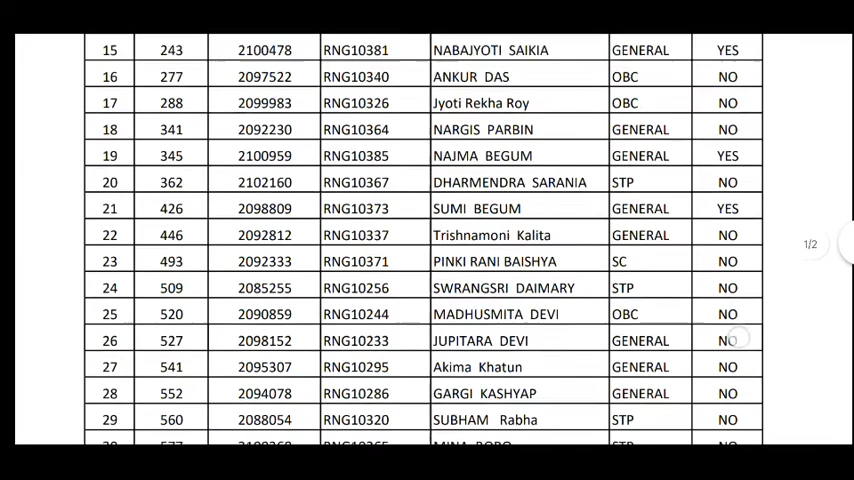 15 243 2100478 RNG10381 NABAJYOTI SAIKIA GENERAL YES
16 277 2097522 RNG10340 ANKUR DAS OBC NO
17 288 2099983 RNG10326 Jyoti Rekha Roy OBC NO
18 341 2092230 RNG10364 NARGIS PARBIN GENERAL NO
19 345 2100959 RNG10385 NAJMA BEGUM GENERAL YES
20 362 2102160 RNG10367 DHARMENDRA SARANIA STP NO
21 426 2098809 RNG10373 SUMI BEGUM GENERAL YES
22 446 2092812 RNG10337 Trishnamoni Kalita GENERAL NO
23 493 2092333 RNG10371 PINKI RANI BAISHYA SC NO
1/2
24 509 2085255 RNG10256 SWRANGSRI DAIMARY STP NO
25 520 2090859 RNG10244 MADHUSMITA DEVI OBC NO
26 527 2098152 RNG10233 JUPITARA DEVI GENERAL NO
27 541 2095307 RNG10295 Akima Khatun GENERAL NO
28 552 2094078 RNG10286 GARGI KASHYAP GENERAL NO
29 560 2088054 RNG10320 SUBHAM Rabha STP NO